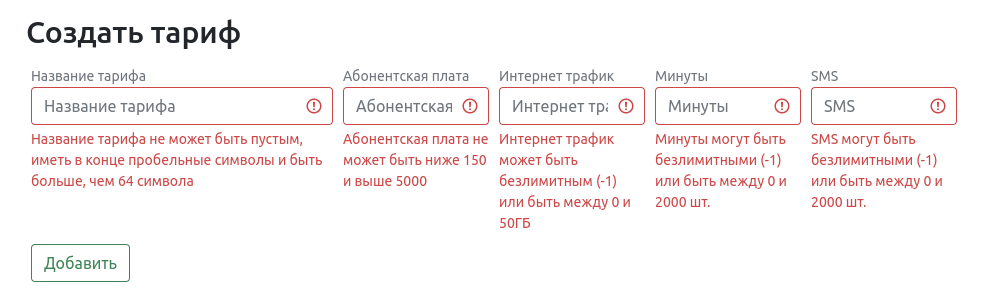 Создать тариф
Название тарифа
Абонентская плата
Интернет трафик
Минуты
SMS
Название тарифа
Абонентская
Интернет тра
Минуты
SMS
Название тарифа не может быть пустым,
иметь в конце пробельные символы и быть
больше, чем 64 символа
Абонентская плата не
может быть ниже 150
и выше 5000
Интернет трафик
может быть
безлимитным (-1)
или быть между 0 и
50ГБ
Минуты могут быть
безлимитными (-1)
или быть между 0 и
2000 шт.
SMS могут быть
безлимитными (-1)
или быть между 0 и
2000 шт.
Добавить